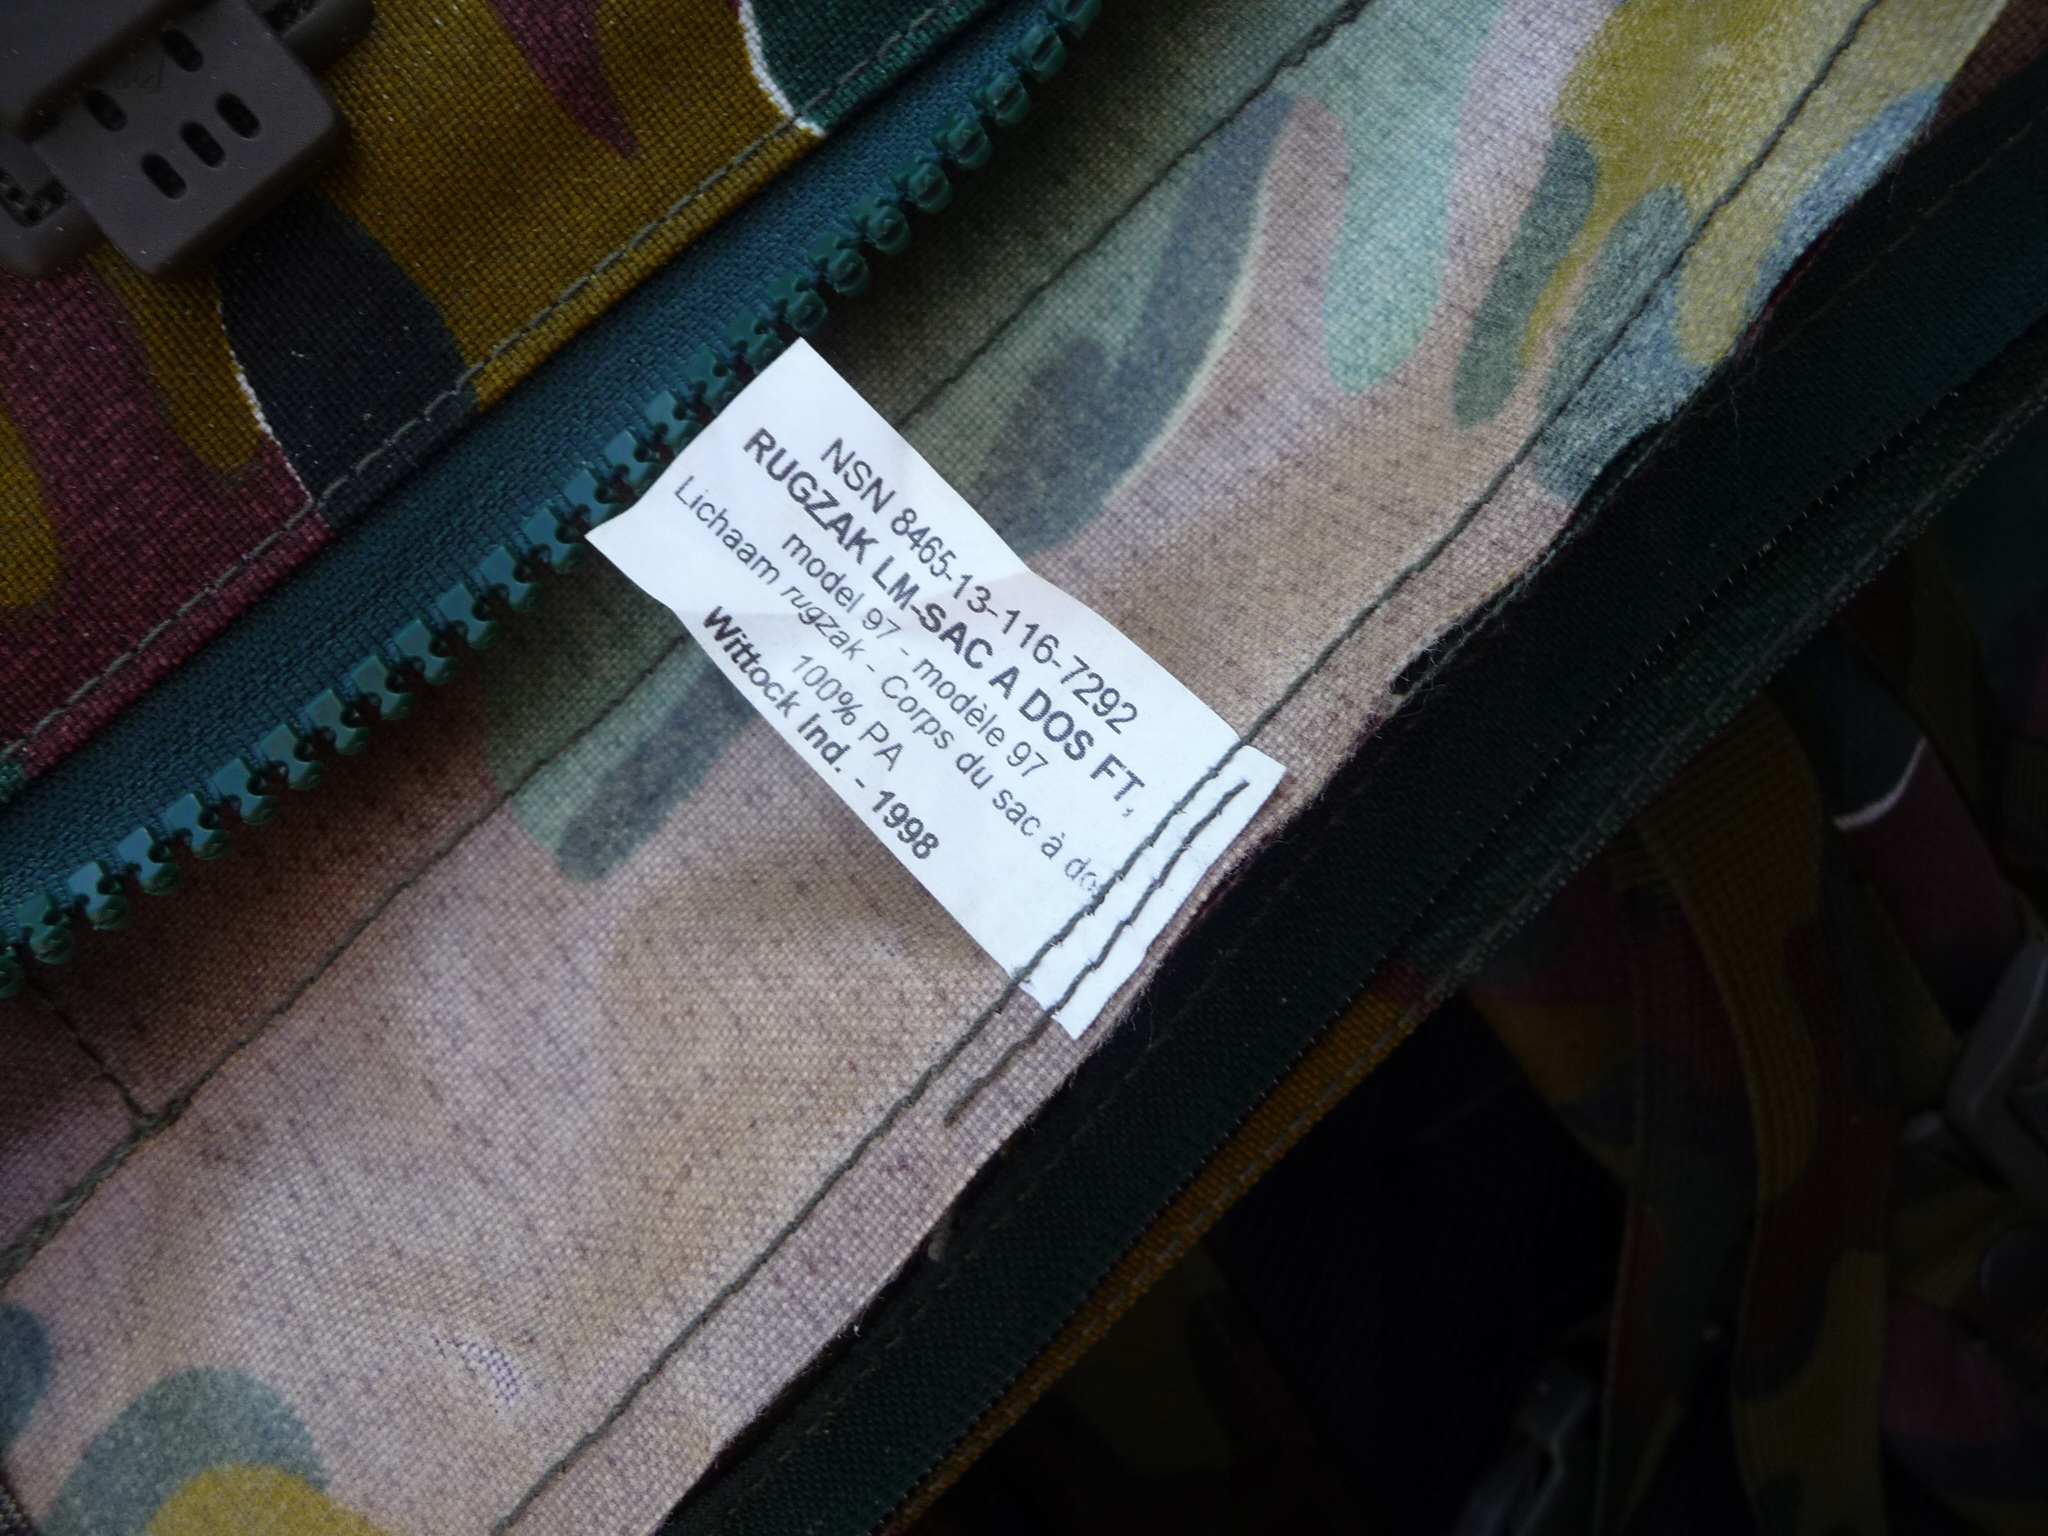 NSN 8465-13-116-7292
RUGZAK LM-SAC A DOS FT,
model 97 - modèle 97
Lichaam rugzak - Corps du sac à dos
100% PA
Wittock Ind. - 1998